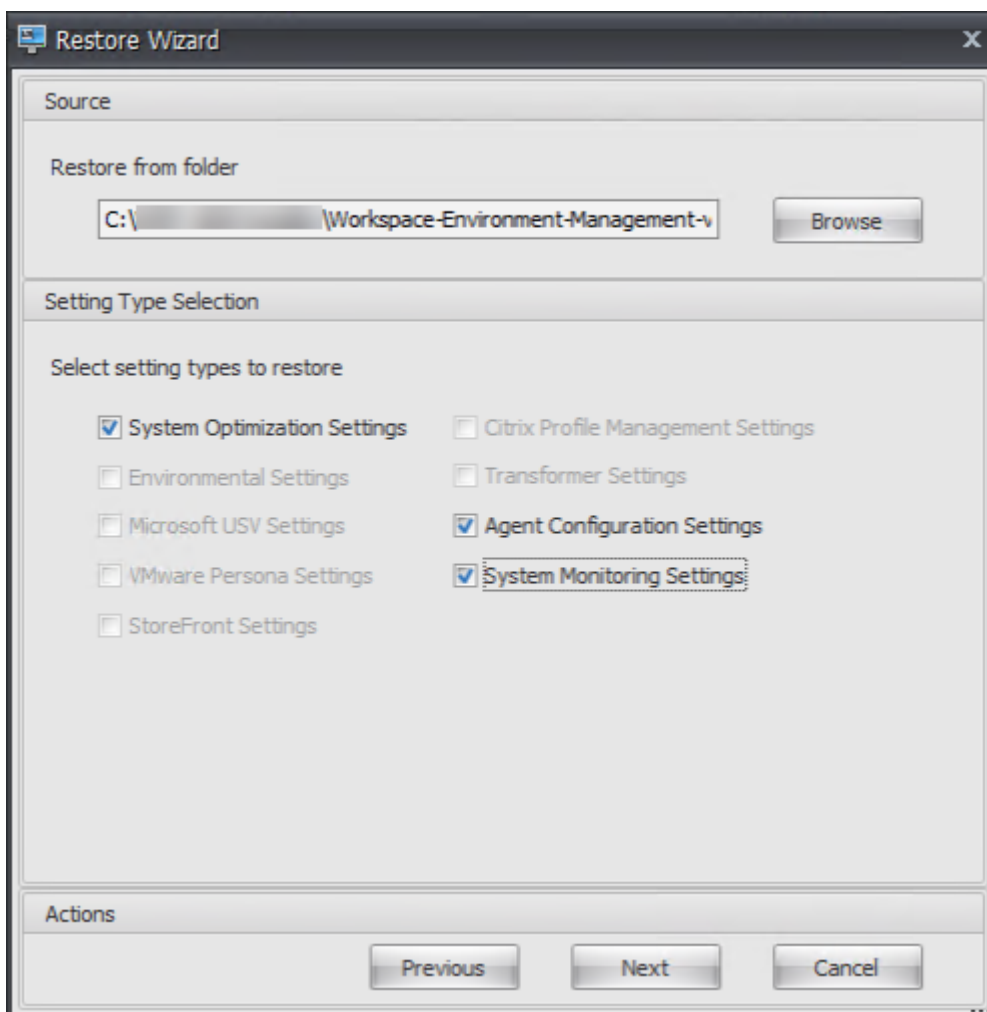 Restore Wizard
Source
Restore from folder
C:\ \Workspace-Environment-Management-v
Browse
Setting Type Selection
Select setting types to restore
System Optimization Settings
Citrix Profile Management Settings
Environmental Settings
Transformer Settings
Microsoft USV Settings
Agent Configuration Settings
VMware Persona Settings
System Monitoring Settings
StoreFront Settings
Actions
Previous
Next
Cancel